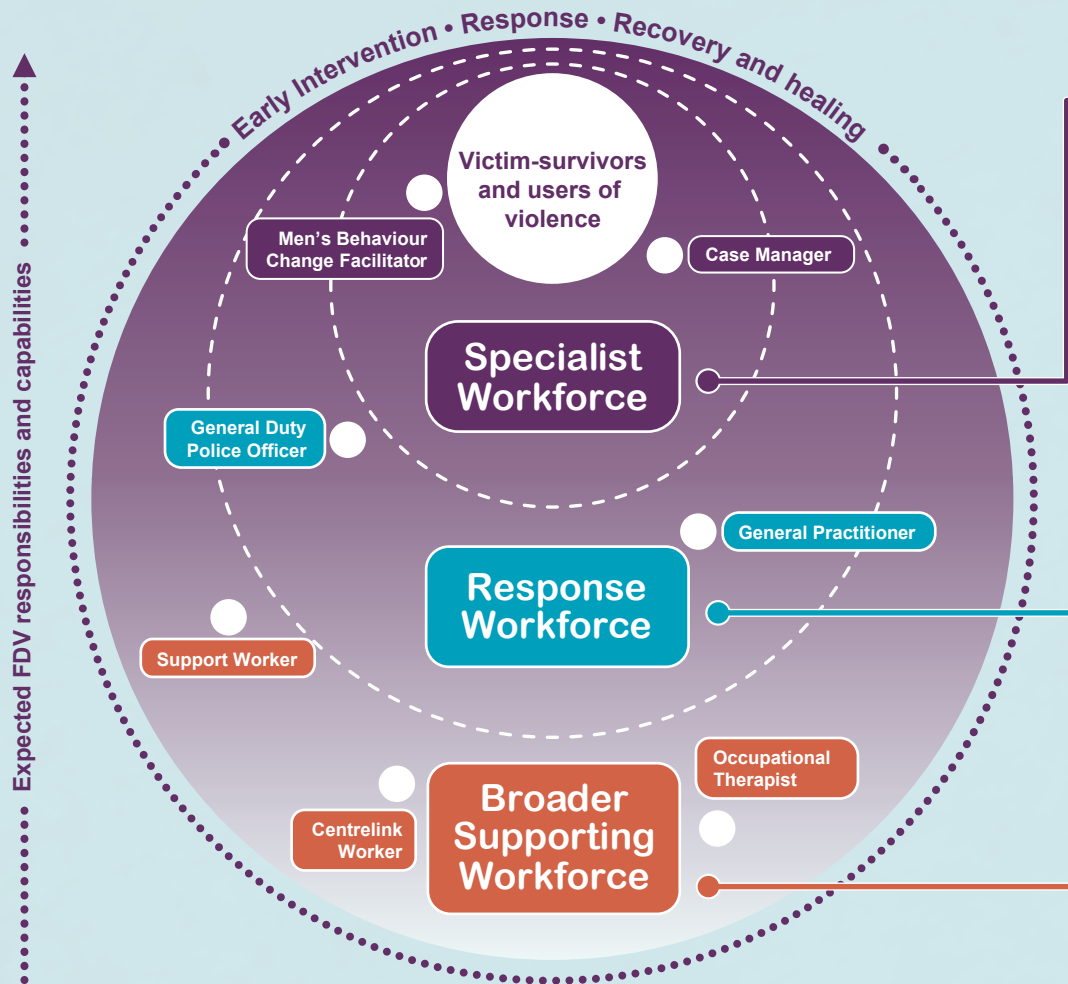 Early Intervention • Response • Recovery and healing
Expected FDV responsibilities and capabilities
Victim-survivors
and users of
violence
Men's Behaviour
Change Facilitator
Case Manager
Specialist
Workforce
General Duty
Police Officer
General Practitioner
Response
Workforce
Support Worker
Occupational
Therapist
Broader
Supporting
Workforce
Centrelink
Worker